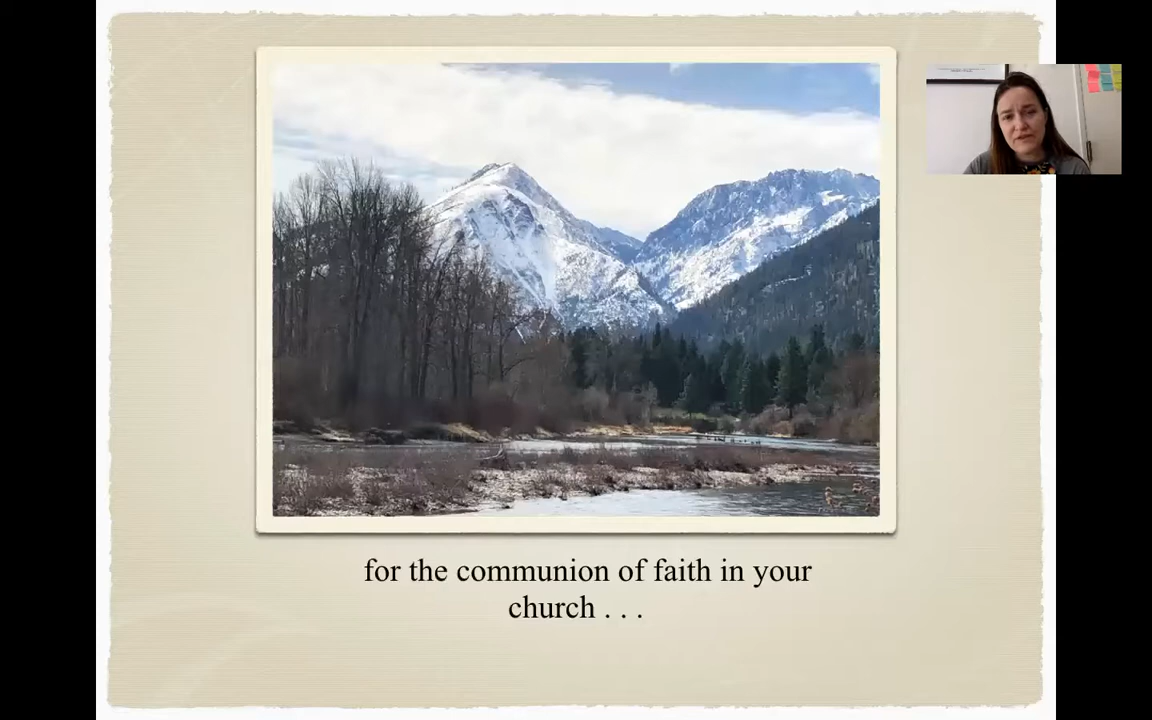 for the communion of faith in your
church . . .